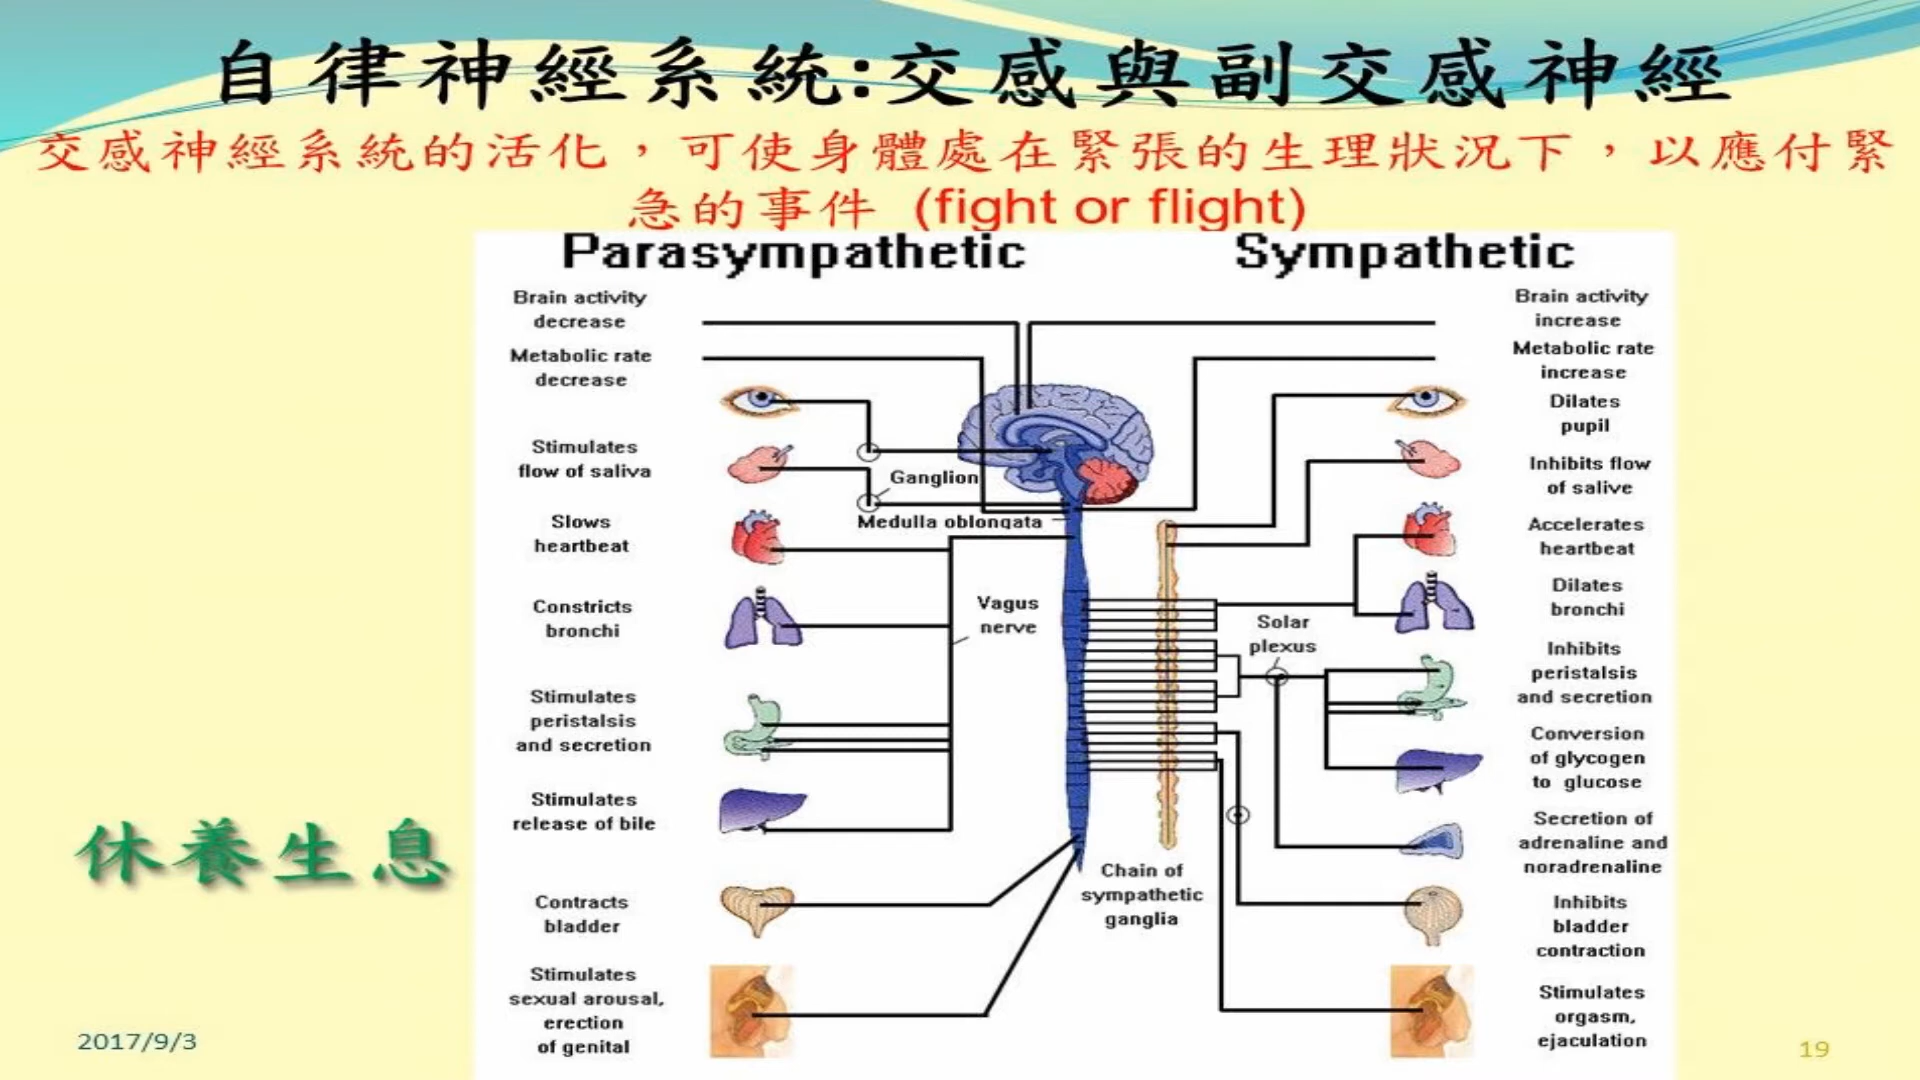 自律神經系統:交感與副交感神經
交感神經系統的活化，可使身體處在緊張的生理狀況下，以應付緊
急的事件 (fight or flight)
Parasympathetic
Sympathetic
Brain activity
decrease
Metabolic rate
decrease
Stimulates
flow of saliva
Slows
heartbeat
Constricts
bronchi
Stimulates
peristalsis
and secretion
Stimulates
release of bile
Contracts
bladder
Stimulates
sexual arousal,
erection
of genital
Ganglion
Medulla oblongata
Vagus
nerve
Solar
plexus
Chain of
sympathetic
ganglia
Brain activity
increase
Metabolic rate
increase
Dilates
pupil
Inhibits flow
of salive
Accelerates
heartbeat
Dilates
bronchi
Inhibits
peristalsis
and secretion
Conversion
of glycogen
to glucose
Secretion of
adrenaline and
noradrenaline
Inhibits
bladder
contraction
Stimulates
orgasm,
ejaculation
休養生息
2017/9/3
19